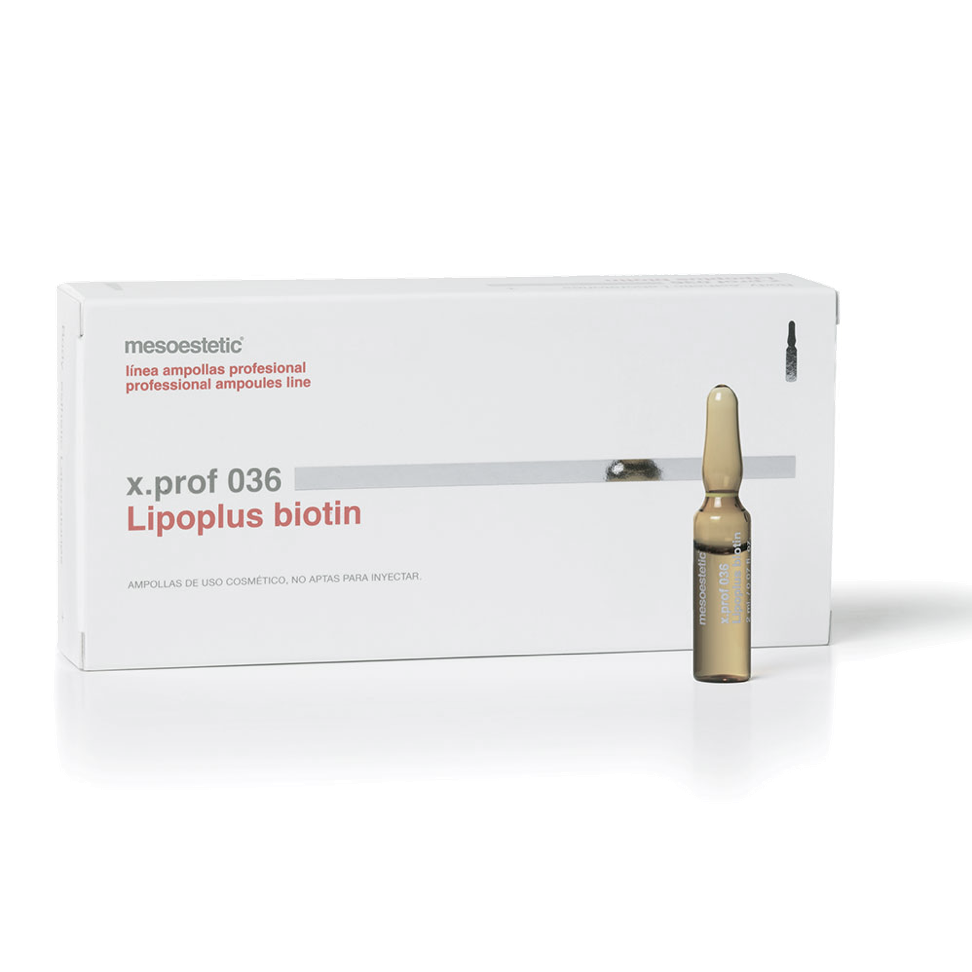 mesoestetic®
línea ampollas profesional
professional ampoules line
x.prof 036
Lipoplus biotin
AMPOLLAS DE USO COSMÉTICO, NO APTAS PARA INYECTAR.
mesoestetic
x.prof 036
Lipoplus biotin